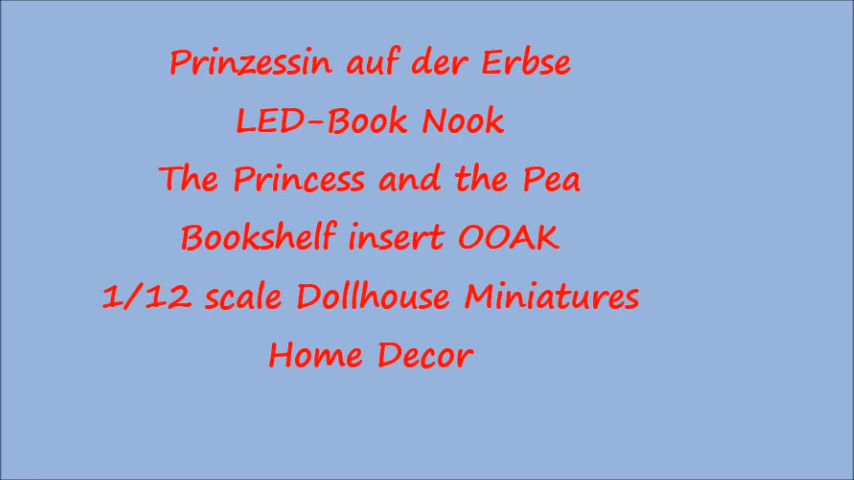 Prinzessin auf der Erbse
LED-Book Nook
The Princess and the Pea
Bookshelf insert OOAK
1/12 scale Dollhouse Miniatures
Home Decor